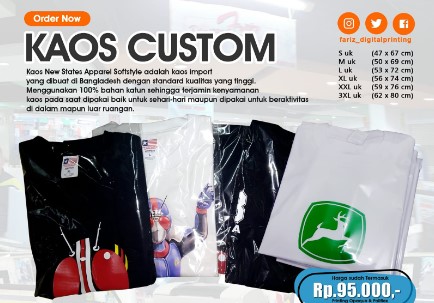 Order Now
KAOS CUSTOM
Kaos New States Apparel Softstyle adalah kaos import
yang dibuat di Bangladesh dengan standard kualitas yang tinggi.
Menggunakan 100% bahan katun sehingga terjamin kenyamanan
kaos pada saat dipakai baik untuk sehari-hari maupun dipakai untuk beraktivitas
di dalam mapun luar ruangan.
fariz_digitalprinting
S uk (47 x 67 cm)
M uk (50 x 69 cm)
L uk (53 x 72 cm)
XL uk (56 x 74 cm)
XXL uk (59 x 76 cm)
3XL uk (62 x 80 cm)
Harga sudah Termasuk
Rp.95.000,-
Printing Dipawa & Polflex